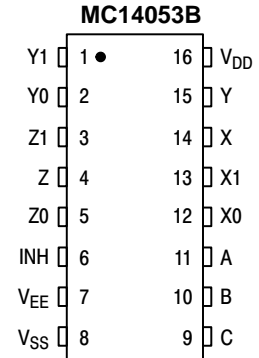 MC14053B
Y1 1 16 VDD
Y0 2 15 Y
Z1 3 14 X
Z 4 13 X1
Z0 5 12 X0
INH 6 11 A
VEE 7 10 B
VSS 8 9 C